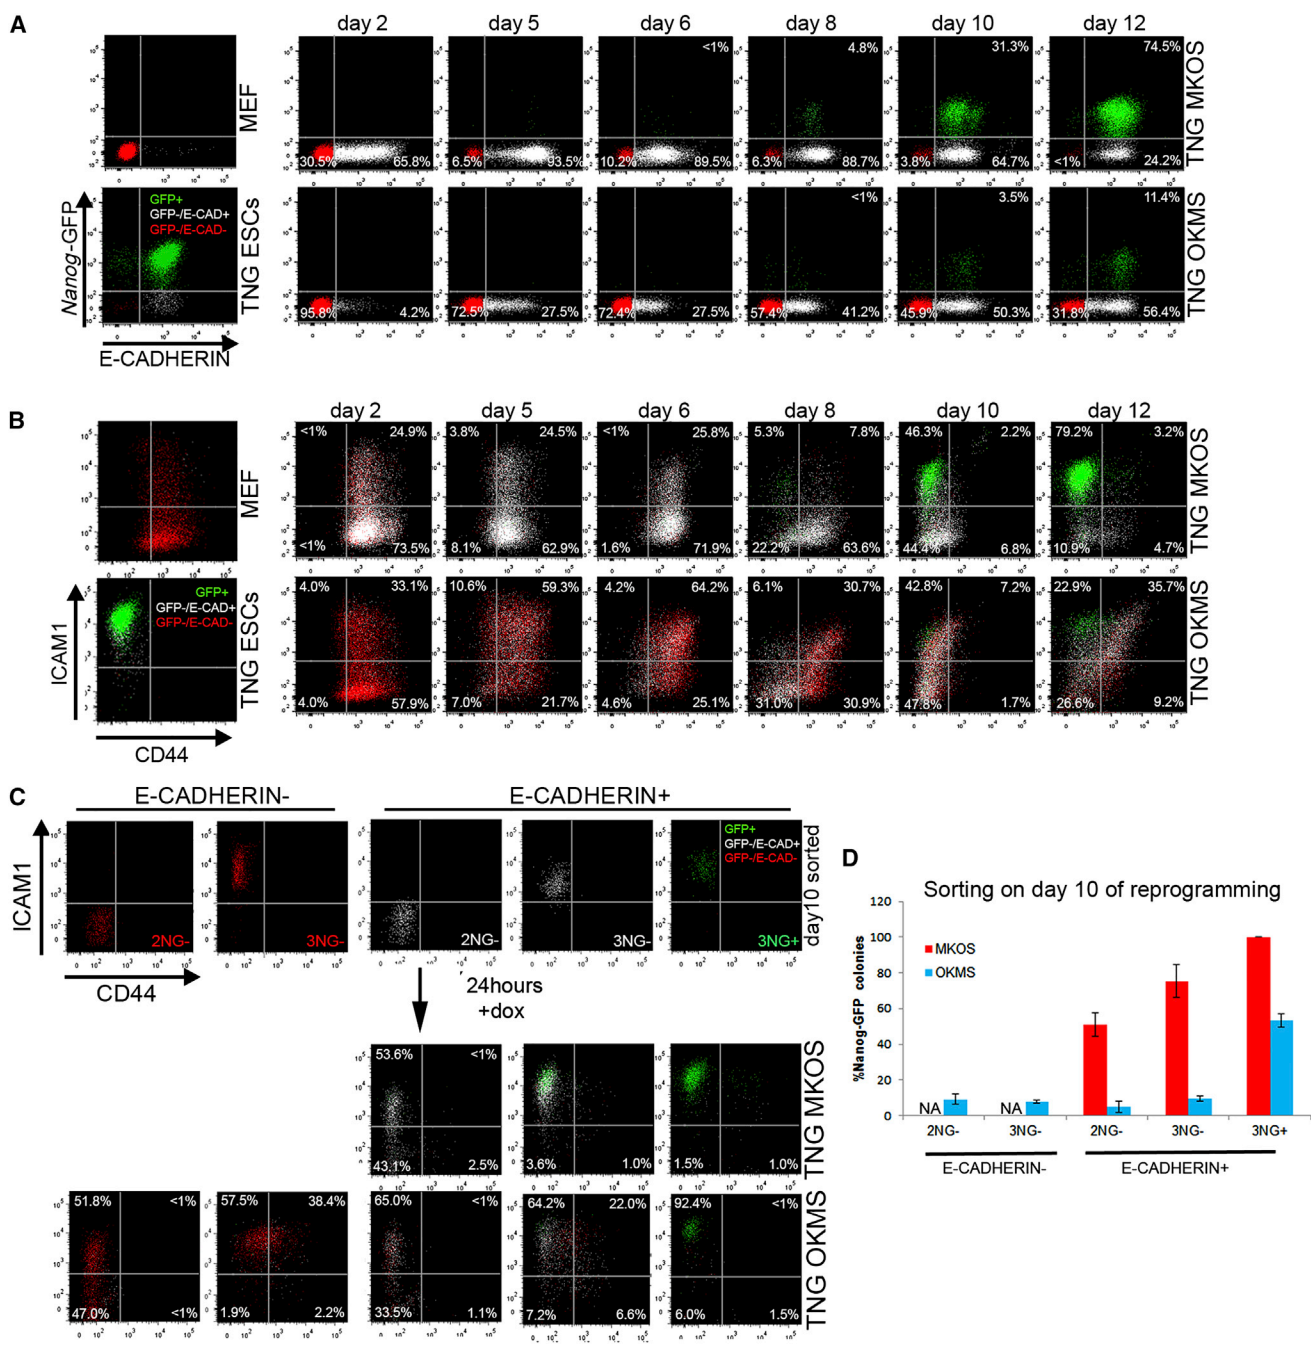 A
day 2 day 5 day 6 day 8 day 10 day 12
<1% 4.8% 31.3% 74.5%
MEF
TNG MKOS
30.5% 65.8% 6.5% 93.5% 10.2% 89.5% 6.3% 88.7% 3.8% 64.7% <1% 24.2%
GFP+
GFP-/E-CAD+
GFP-/E-CAD-
<1% 3.5% 11.4%
Nanog-GFP
TNG ESCs
TNG OKMS
95.8% 4.2% 72.5% 27.5% 72.4% 27.5% 57.4% 41.2% 45.9% 50.3% 31.8% 56.4%
E-CADHERIN
B
day 2 day 5 day 6 day 8 day 10 day 12
<1% 24.9% 3.8% 24.5% <1% 25.8% 5.3% 7.8% 46.3% 2.2% 79.2% 3.2%
MEF
TNG MKOS
<1% 73.5% 8.1% 62.9% 1.6% 71.9% 22.2% 63.6% 44.4% 6.8% 10.9% 4.7%
4.0% 33.1% 10.6% 59.3% 4.2% 64.2% 6.1% 30.7% 42.8% 7.2% 22.9% 35.7%
GFP+
GFP-/E-CAD+
GFP-/E-CAD-
ICAM1
TNG ESCs
TNG OKMS
4.0% 57.9% 7.0% 21.7% 4.6% 25.1% 31.0% 30.9% 47.8% 1.7% 26.6% 9.2%
CD44
C
E-CADHERIN- E-CADHERIN+
GFP+
GFP-/E-CAD+
GFP-/E-CAD-
ICAM1
day10 sorted
2NG- 3NG- 2NG- 3NG- 3NG+
CD44
24hours
+dox
53.6% <1%
TNG MKOS
43.1% 2.5% 3.6% 1.0% 1.5% 1.0%
51.8% <1% 57.5% 38.4% 65.0% <1% 64.2% 22.0% 92.4% <1%
TNG OKMS
47.0% <1% 1.9% 2.2% 33.5% 1.1% 7.2% 6.6% 6.0% 1.5%
D
Sorting on day 10 of reprogramming
%Nanog-GFP colonies
120
100
80
60
40
20
0
MKOS
OKMS
NA NA
2NG- 3NG- 2NG- 3NG- 3NG+
E-CADHERIN- E-CADHERIN+